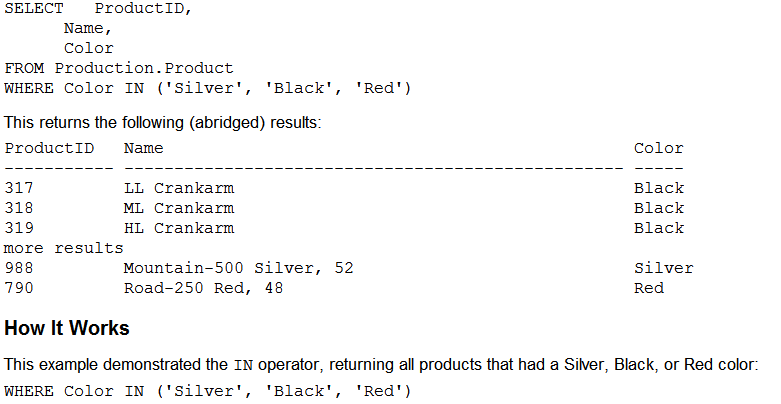 SELECT   ProductID,
      Name,
      Color
FROM Production.Product
WHERE Color IN ('Silver', 'Black', 'Red')
This returns the following (abridged) results:
ProductID   Name                                               Color
----------- -------------------------------------------------- -----
317         LL Crankarm                                        Black
318         ML Crankarm                                        Black
319         HL Crankarm                                        Black
more results
988         Mountain-500 Silver, 52                            Silver
790         Road-250 Red, 48                                   Red
How It Works
This example demonstrated the IN operator, returning all products that had a Silver, Black, or Red color:
WHERE Color IN ('Silver', 'Black', 'Red')